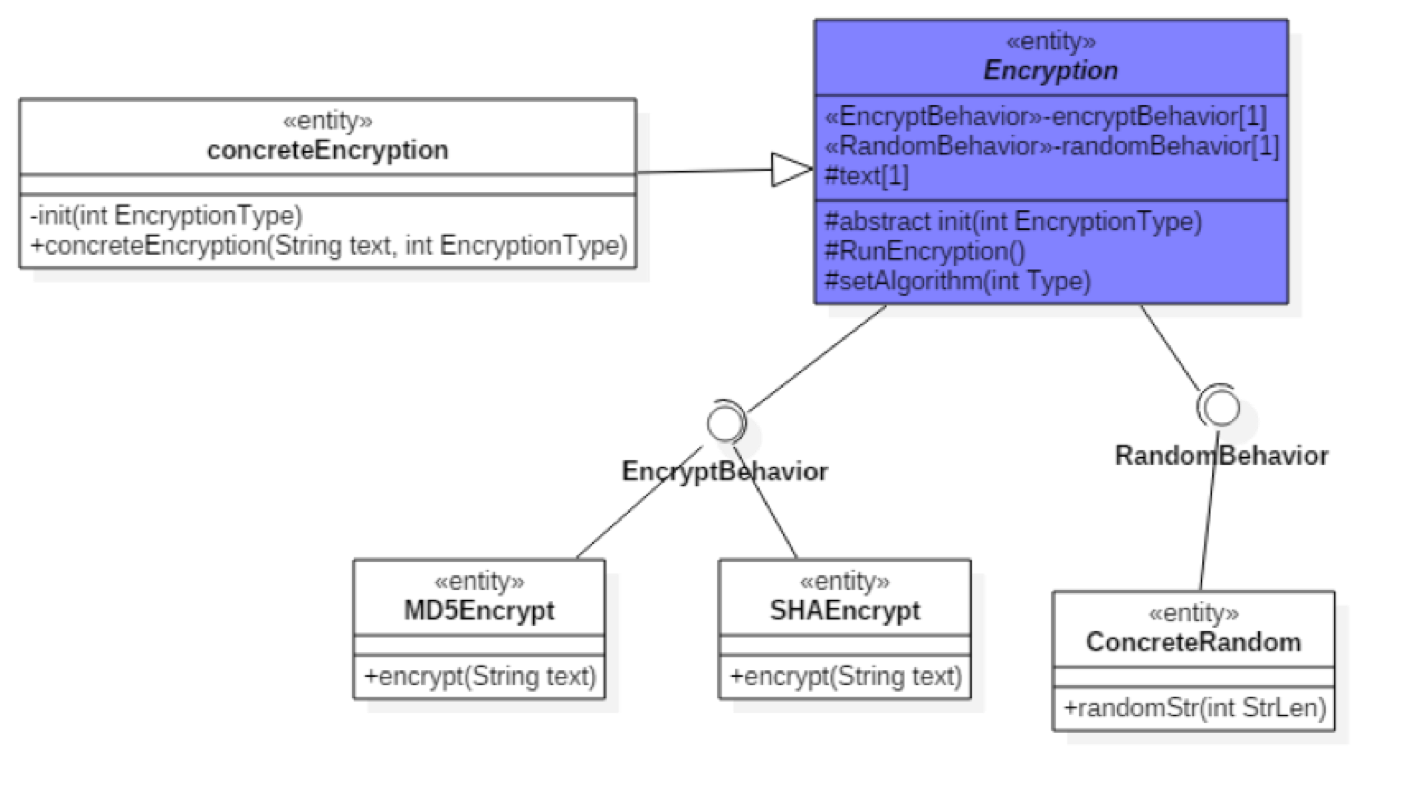 «entity»
concreteEncryption
-init(int EncryptionType)
+concreteEncryption(String text, int EncryptionType)
«entity»
Encryption
«EncryptBehavior»-encryptBehavior[1]
«RandomBehavior»-randomBehavior[1]
#text[1]
#abstract init(int EncryptionType)
#RunEncryption()
#setAlgorithm(int Type)
EncryptBehavior
RandomBehavior
«entity»
MD5Encrypt
+encrypt(String text)
«entity»
SHAEncrypt
+encrypt(String text)
«entity»
ConcreteRandom
+randomStr(int StrLen)